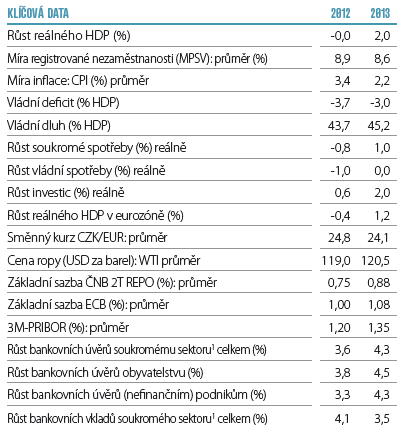 KLÍČOVÁ DATA 2012 2013
Růst reálného HDP (%) -0,0 2,0
Míra registrované nezaměstnanosti (MPSV): průměr (%) 8,9 8,6
Míra inflace: CPI (%) průměr 3,4 2,2
Vládní deficit (% HDP) -3,7 -3,0
Vládní dluh (% HDP) 43,7 45,2
Růst soukromé spotřeby (%) reálně -0,8 1,0
Růst vládní spotřeby (%) reálně -1,0 0,0
Růst investic (%) reálně 0,6 2,0
Růst reálného HDP v eurozóně (%) -0,4 1,2
Směnný kurz CZK/EUR: průměr 24,8 24,1
Cena ropy (USD za barel): WTI průměr 119,0 120,5
Základní sazba ČNB 2T REPO (%): průměr 0,75 0,88
Základní sazba ECB (%): průměr 1,00 1,08
3M-PRIBOR (%): průměr 1,20 1,35
Růst bankovních úvěrů soukromému sektoru¹ celkem (%) 3,6 4,3
Růst bankovních úvěrů obyvatelstvu (%) 3,8 4,5
Růst bankovních úvěrů (nefinančním) podnikům (%) 3,3 4,3
Růst bankovních vkladů soukromého sektoru¹ celkem (%) 4,1 3,5